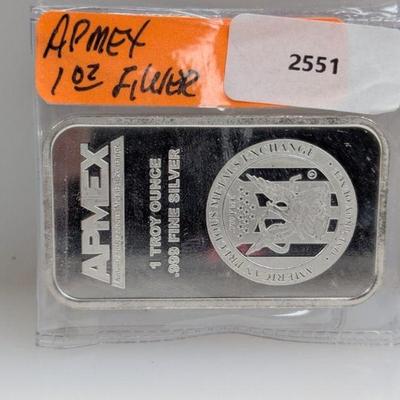 APMEX
1 OZ SILVER
2551
APMEX
1 TROY OUNCE
.999 FINE SILVER
AMERICAN PRECIOUS METALS EXCHANGE